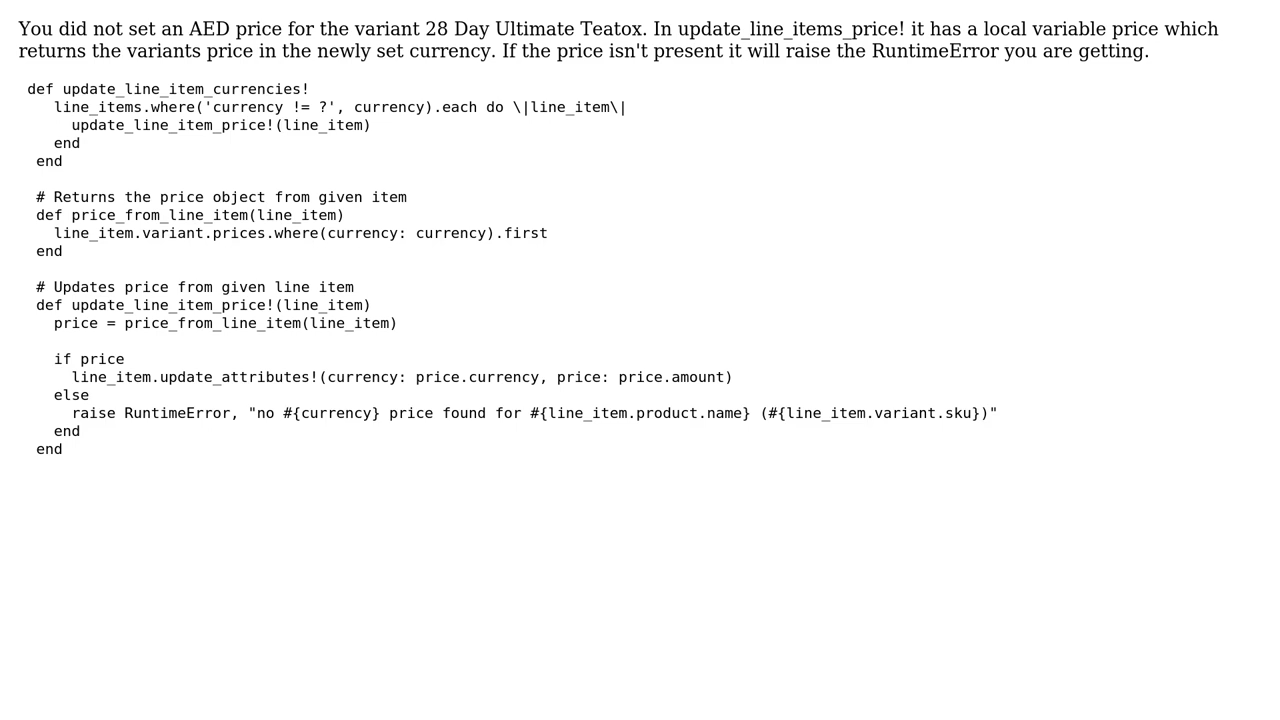 You did not set an AED price for the variant 28 Day Ultimate Teatox. In update_line_items_price! it has a local variable price which
returns the variants price in the newly set currency. If the price isn't present it will raise the RuntimeError you are getting.
def update_line_item_currencies!
   line_items.where('currency != ?', currency).each do \|line_item\|
     update_line_item_price!(line_item)
   end
 end

 # Returns the price object from given item
 def price_from_line_item(line_item)
   line_item.variant.prices.where(currency: currency).first
 end

 # Updates price from given line item
 def update_line_item_price!(line_item)
   price = price_from_line_item(line_item)

   if price
     line_item.update_attributes!(currency: price.currency, price: price.amount)
   else
     raise RuntimeError, "no #{currency} price found for #{line_item.product.name} (#{line_item.variant.sku})"
   end
 end